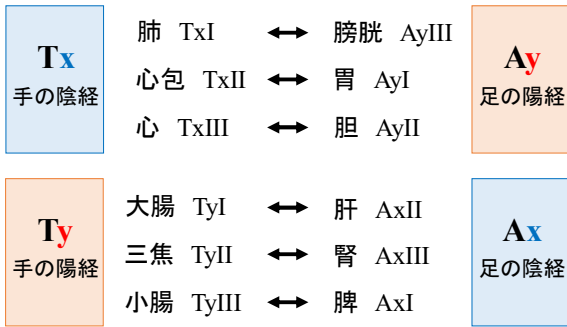 Tx
手の陰経
肺 TxI ↔ 膀胱 AyIII
心包 TxII ↔ 胃 AyI
心 TxIII ↔ 胆 AyII
Ay
足の陽経
Ty
手の陽経
大腸 TyI ↔ 肝 AxII
三焦 TyII ↔ 腎 AxIII
小腸 TyIII ↔ 脾 AxI
Ax
足の陰経